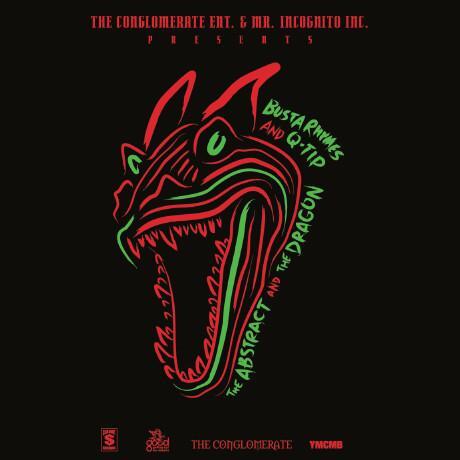 THE CONGLOMERATE ENT. & MR. INCOGNITO INC.
PRESENTS
BUSTA RHYMES
AND Q-TIP
THE ABSTRACT AND THE DRAGON
good
THE CONGLOMERATE
YMCMB